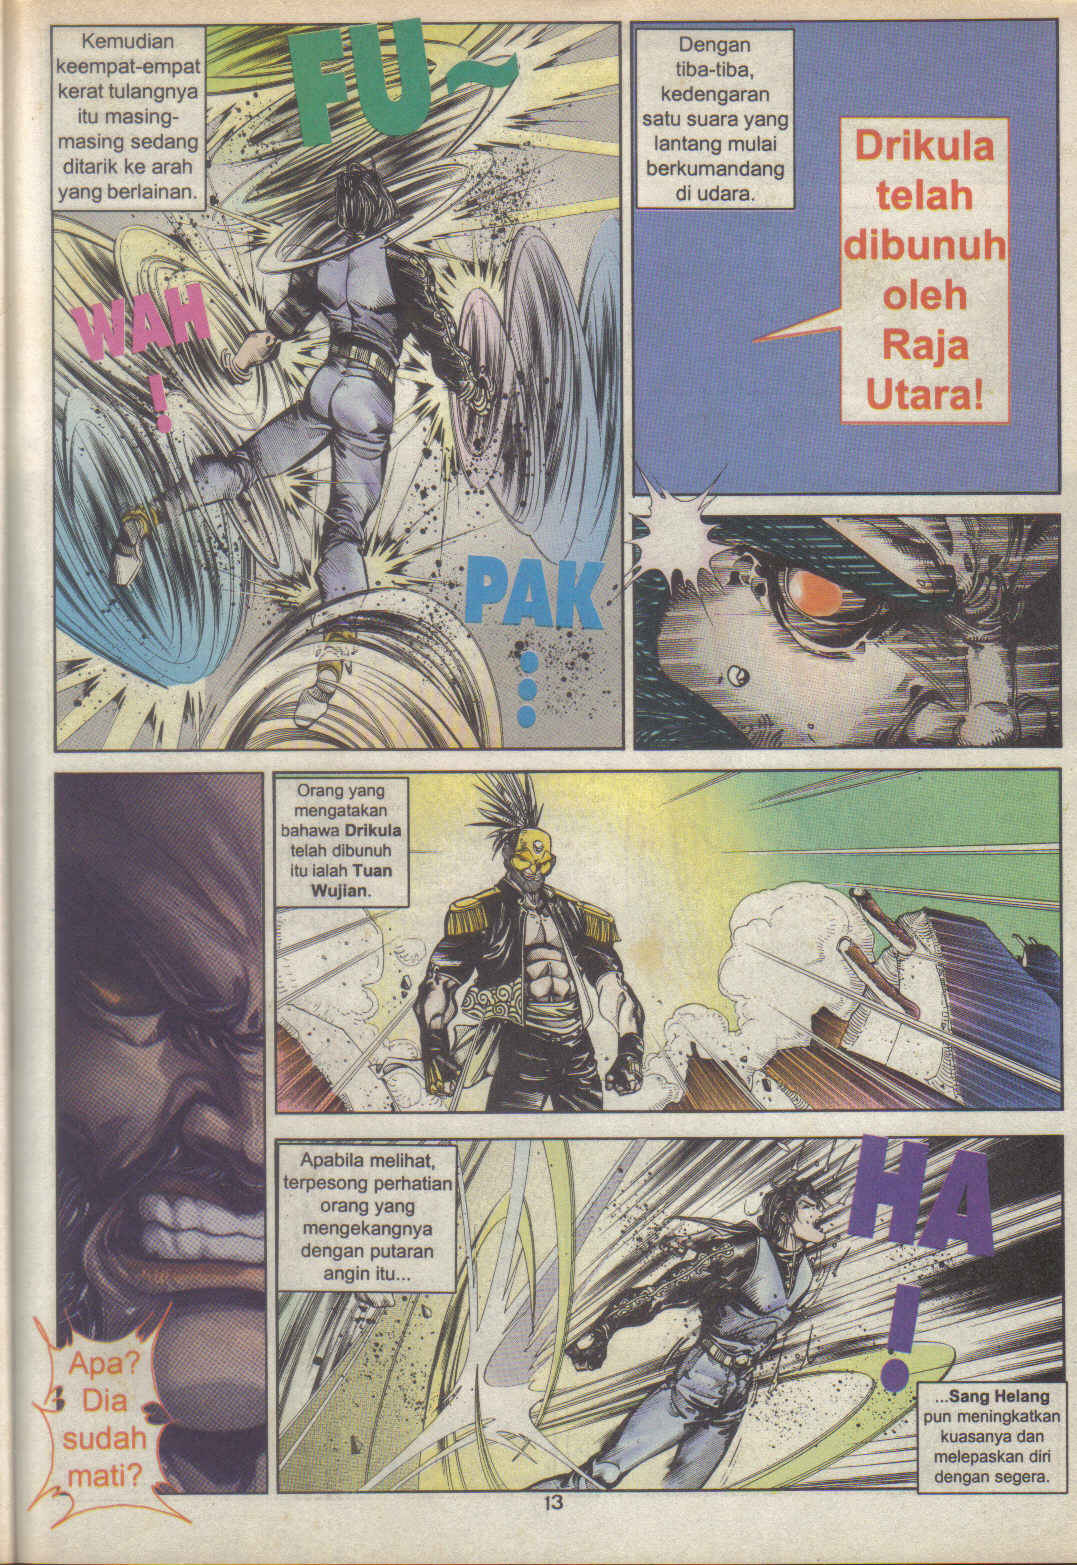 Kemudian
keempat-empat
kerat tulangnya
itu masing-
masing sedang
ditarik ke arah
yang berlainan.
FU~
WAH
!
PAK
...
Dengan
tiba-tiba,
kedengaran
satu suara yang
lantang mulai
berkumandang
di udara.
Drikula
telah
dibunuh
oleh
Raja
Utara!
Apa?
Dia
sudah
mati?
Orang yang
mengatakan
bahawa Drikula
telah dibunuh
itu ialah Tuan
Wujian.
Apabila melihat,
terpesong perhatian
orang yang
mengekangnya
dengan putaran
angin itu...
HA
!
...Sang Helang
pun meningkatkan
kuasanya dan
melepaskan diri
dengan segera.
13